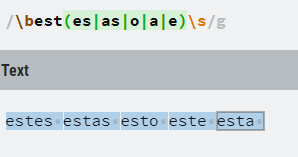 /\best(es|as|o|a|e)\s/g
Text
estes estas esto este esta